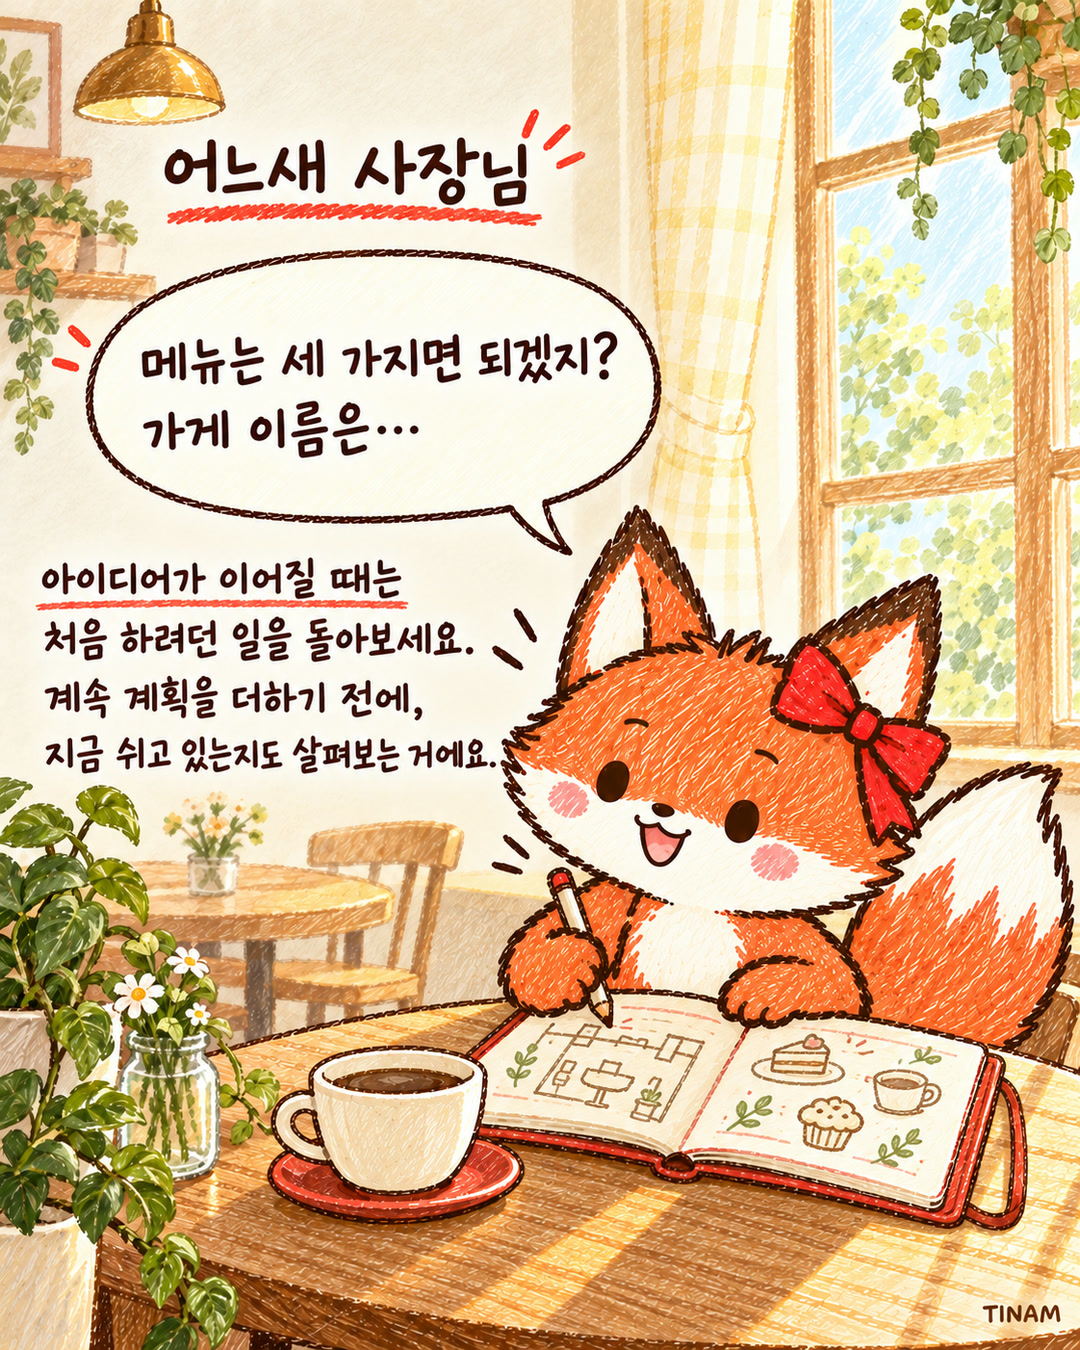 어느새 사장님
메뉴는 세 가지면 되겠지?
가게 이름은...
아이디어가 이어질 때는
처음 하려던 일을 돌아보세요.
계속 계획을 더하기 전에,
지금 쉬고 있는지도 살펴보는 거예요.
TINAM